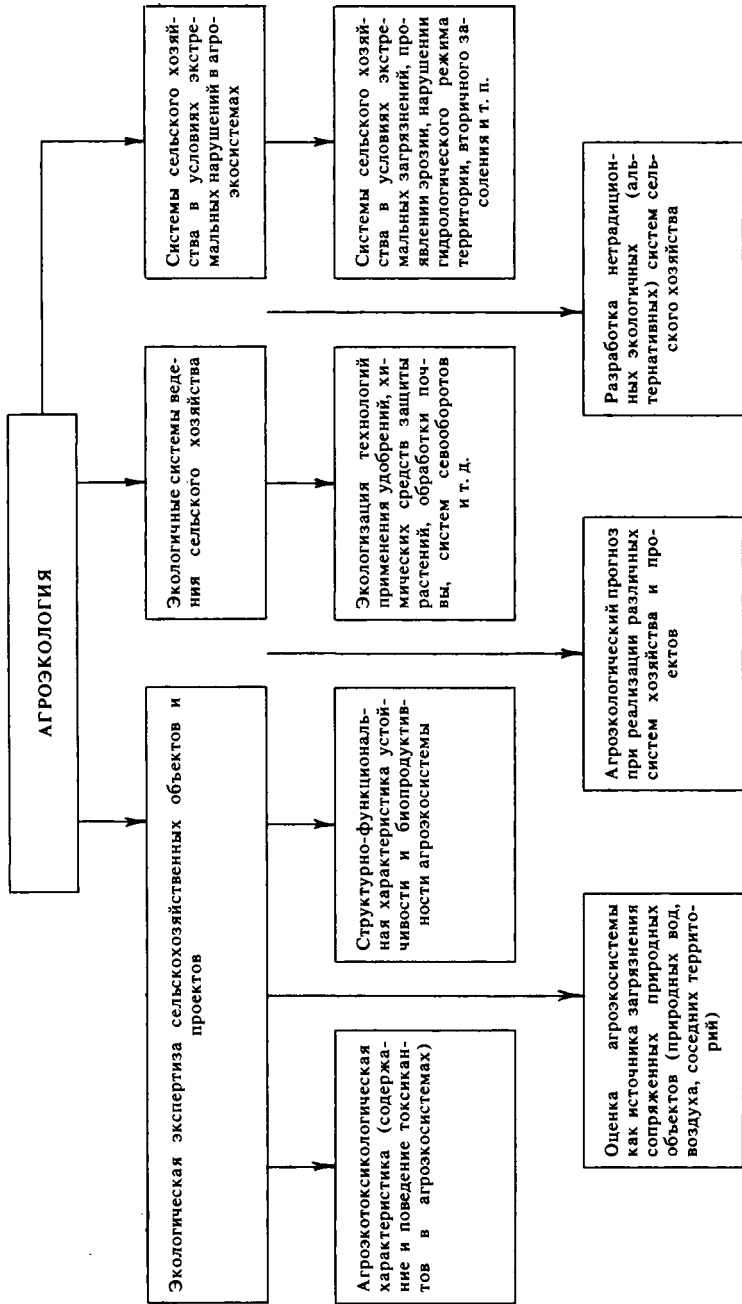 АГРОЭКОЛОГИЯ
Экологическая экспертиза сельскохозяйственных объектов и
проектов
Экологичные системы веде-
ния сельского хозяйства
Системы сельского хозяй-
ства в условиях экстре-
мальных нарушений в агро-
экосистемах
Агроэкотоксикологическая
характеристика (содержа-
ние и поведение токсикан-
тов в агроэкосистемах)
Структурно-функциональ-
ная характеристика устой-
чивости и биопродуктив-
ности агроэкосистемы
Экологизация технологий
применения удобрений, хи-
мических средств защиты
растений, обработки поч-
вы, систем севооборотов
и т. д.
Системы сельского хозяй-
ства в условиях экстре-
мальных загрязнений, про-
явлении эрозии, нарушении
гидрологического режима
территории, вторичного за-
соления и т. п.
Оценка агроэкосистемы
как источника загрязнения
сопряженных природных
объектов (природных вод,
воздуха, соседних террито-
рий)
Агроэкологический прогноз
при реализации различных
систем хозяйства и про-
ектов
Разработка нетрадицион-
ных экологичных (аль-
тернативных) систем сель-
ского хозяйства